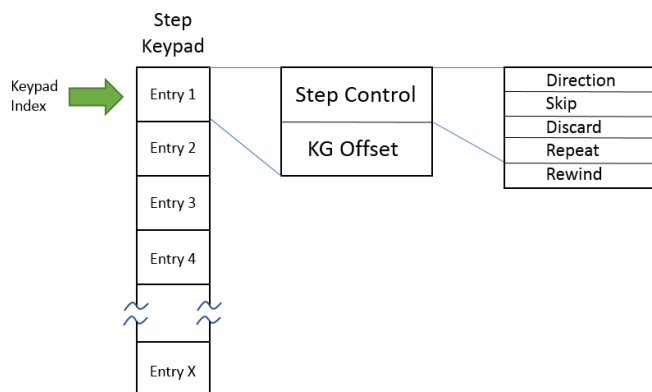 Step
Keypad
Keypad
Index
Entry 1
Entry 2
Entry 3
Entry 4
Entry X
Step Control
KG Offset
Direction
Skip
Discard
Repeat
Rewind